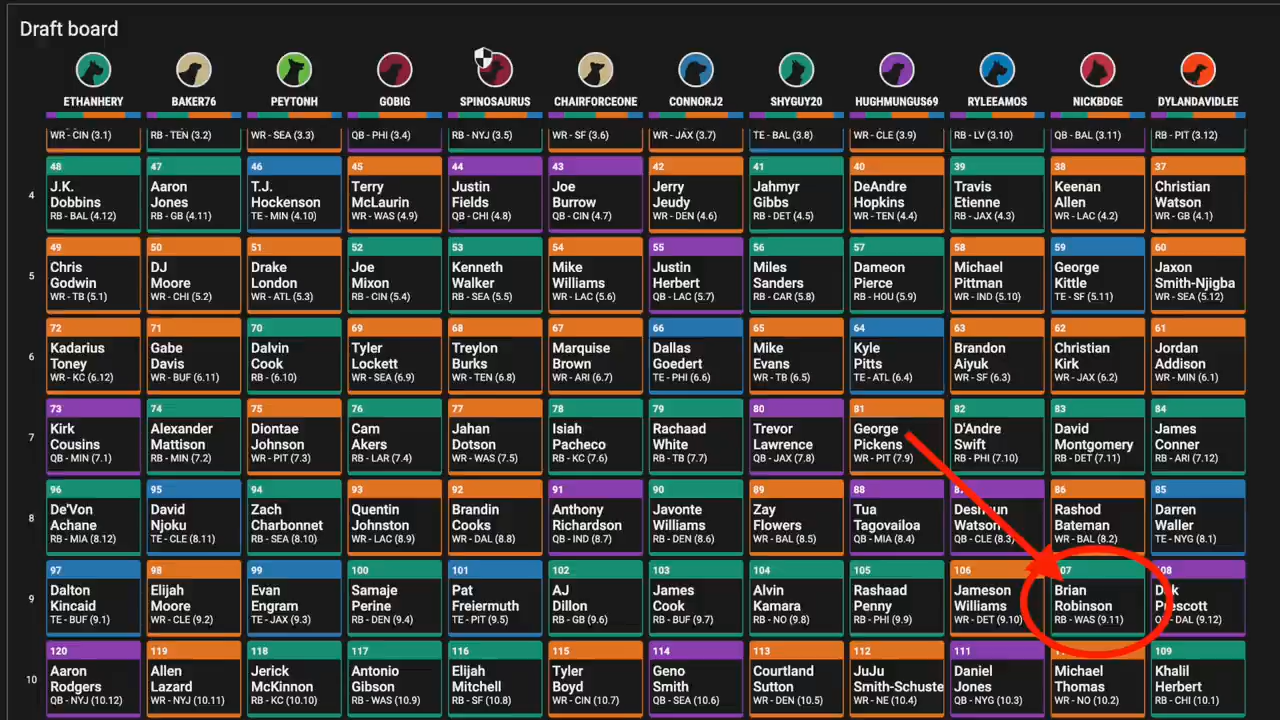 Draft board
ETHANHERY BAKER76 PEYTONH GOBIG SPINOSAURUS CHAIRFORCEONE CONNORJ2 SHYGUY20 HUGHMUNGUS69 RYLEEAMOS NICKBDGE DYLANDAVIDLEE
WR - CIN (3.1) RB - TEN (3.2) WR - SEA (3.3) QB - PHI (3.4) RB - NYJ (3.5) WR - SF (3.6) WR - JAX (3.7) TE - BAL (3.8) WR - CLE (3.9) RB - LV (3.10) QB - BAL (3.11) RB - PIT (3.12)
48 47 46 45 44 43 42 41 40 39 38 37
4 J.K. Aaron T.J. Terry Justin Joe Jerry Jahmyr DeAndre Travis Keenan Christian
Dobbins Jones Hockenson McLaurin Fields Burrow Jeudy Gibbs Hopkins Etienne Allen Watson
RB - BAL (4.12) RB - GB (4.11) TE - MIN (4.10) WR - WAS (4.9) QB - CHI (4.8) QB - CIN (4.7) WR - DEN (4.6) RB - DET (4.5) WR - TEN (4.4) RB - JAX (4.3) WR - LAC (4.2) WR - GB (4.1)
49 50 51 52 53 54 55 56 57 58 59 60
5 Chris DJ Drake Joe Kenneth Mike Justin Miles Dameon Michael George Jaxon
Godwin Moore London Mixon Walker Williams Herbert Sanders Pierce Pittman Kittle Smith-Njigba
WR - TB (5.1) WR - CHI (5.2) WR - ATL (5.3) RB - CIN (5.4) RB - SEA (5.5) WR - LAC (5.6) QB - LAC (5.7) RB - CAR (5.8) RB - HOU (5.9) WR - IND (5.10) TE - SF (5.11) WR - SEA (5.12)
72 71 70 69 68 67 66 65 64 63 62 61
6 Kadarius Gabe Dalvin Tyler Treylon Marquise Dallas Mike Kyle Brandon Christian Jordan
Toney Davis Cook Lockett Burks Brown Goedert Evans Pitts Aiyuk Kirk Addison
WR - KC (6.12) WR - BUF (6.11) RB - (6.10) WR - SEA (6.9) WR - TEN (6.8) WR - ARI (6.7) TE - PHI (6.6) WR - TB (6.5) TE - ATL (6.4) WR - SF (6.3) WR - JAX (6.2) WR - MIN (6.1)
73 74 75 76 77 78 79 80 81 82 83 84
7 Kirk Alexander Diontae Cam Jahan Isiah Rachaad Trevor George D'Andre David James
Cousins Mattison Johnson Akers Dotson Pacheco White Lawrence Pickens Swift Montgomery Conner
QB - MIN (7.1) RB - MIN (7.2) WR - PIT (7.3) RB - LAR (7.4) WR - WAS (7.5) RB - KC (7.6) RB - TB (7.7) QB - JAX (7.8) WR - PIT (7.9) RB - PHI (7.10) RB - DET (7.11) RB - ARI (7.12)
96 95 94 93 92 91 90 89 88 86 85
8 De'Von David Zach Quentin Brandin Anthony Javonte Zay Tua Deshaun Rashod Darren
Achane Njoku Charbonnet Johnston Cooks Richardson Williams Flowers Tagovailoa Watson Bateman Waller
RB - MIA (8.12) TE - CLE (8.11) RB - SEA (8.10) WR - LAC (8.9) WR - DAL (8.8) QB - IND (8.7) RB - DEN (8.6) WR - BAL (8.5) QB - MIA (8.4) QB - CLE (8.3) WR - BAL (8.2) TE - NYG (8.1)
97 98 99 100 101 102 103 104 105 106 107 108
9 Dalton Elijah Evan Samaje Pat AJ James Alvin Rashaad Jameson Brian Dak
Kincaid Moore Engram Perine Freiermuth Dillon Cook Kamara Penny Williams Robinson Prescott
TE - BUF (9.1) WR - CLE (9.2) TE - JAX (9.3) RB - DEN (9.4) TE - PIT (9.5) RB - GB (9.6) RB - BUF (9.7) RB - NO (9.8) RB - PHI (9.9) WR - DET (9.10) RB - WAS (9.11) QB - DAL (9.12)
120 119 118 117 116 115 114 113 112 111 109
10 Aaron Allen Jerick Antonio Elijah Tyler Geno Courtland JuJu Daniel Michael Khalil
Rodgers Lazard McKinnon Gibson Mitchell Boyd Smith Sutton Smith-Schuste Jones Thomas Herbert
QB - NYJ (10.12) WR - NYJ (10.11) RB - KC (10.10) RB - WAS (10.9) RB - SF (10.8) WR - CIN (10.7) QB - SEA (10.6) WR - DEN (10.5) WR - NE (10.4) QB - NYG (10.3) WR - NO (10.2) RB - CHI (10.1)